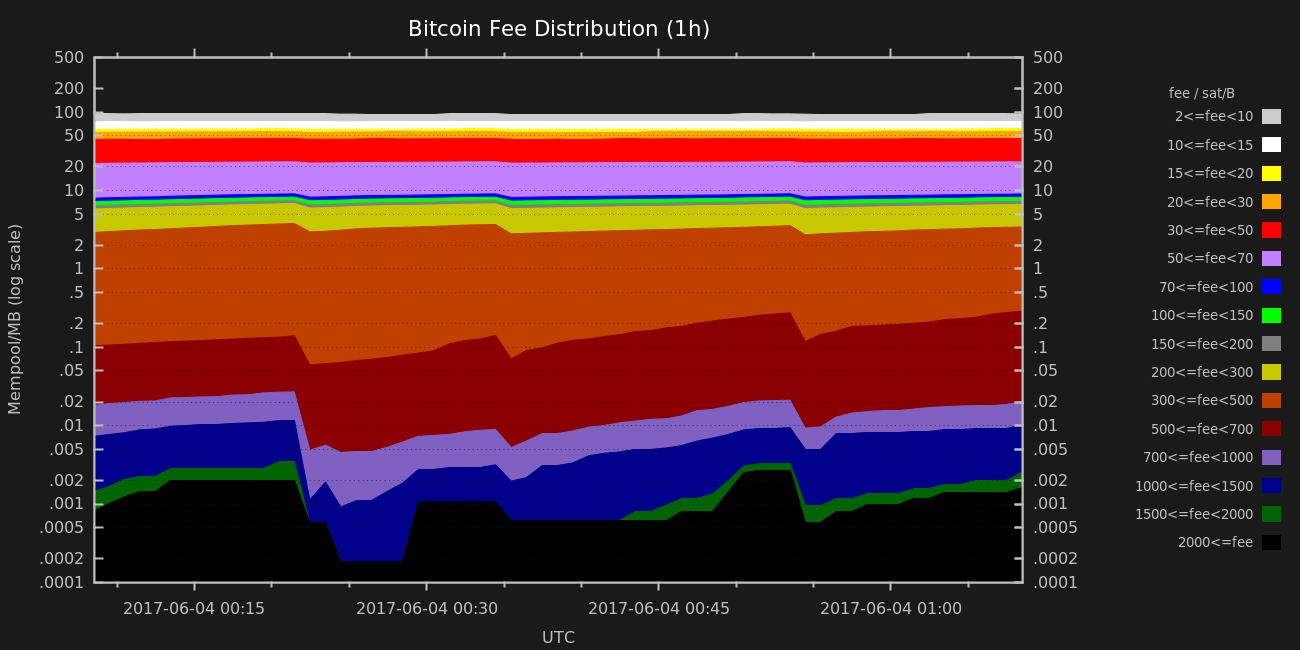 Bitcoin Fee Distribution (1h)
Mempool/MB (log scale)
500
200
100
50
20
10
5
2
1
.5
.2
.1
.05
.02
.01
.005
.002
.001
.0005
.0002
.0001
500
200
100
50
20
10
5
2
1
.5
.2
.1
.05
.02
.01
.005
.002
.001
.0005
.0002
.0001
2017-06-04 00:15 2017-06-04 00:30 2017-06-04 00:45 2017-06-04 01:00
UTC
fee / sat/B
2<=fee<10
10<=fee<15
15<=fee<20
20<=fee<30
30<=fee<50
50<=fee<70
70<=fee<100
100<=fee<150
150<=fee<200
200<=fee<300
300<=fee<500
500<=fee<700
700<=fee<1000
1000<=fee<1500
1500<=fee<2000
2000<=fee